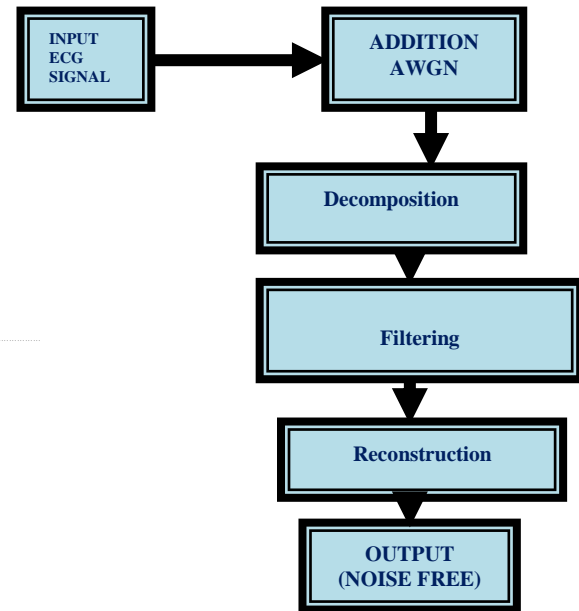 INPUT
ECG
SIGNAL
ADDITION
AWGN
Decomposition
Filtering
Reconstruction
OUTPUT
(NOISE FREE)